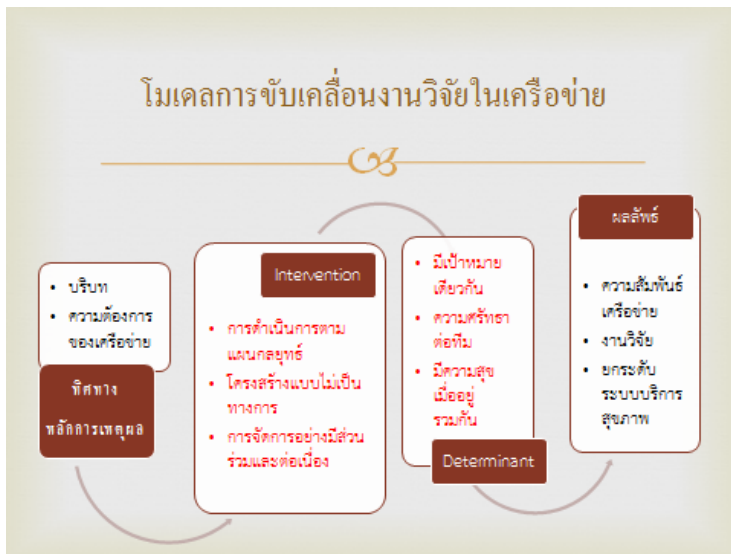 โมเดลการขับเคลื่อนงานวิจัยในเครือข่าย
• บริบท
• ความต้องการ
ของเครือข่าย
ทิศทาง
หลักการเหตุผล
Intervention
• การดำเนินการตาม
แผนกลยุทธ์
• โครงสร้างแบบไม่เป็น
ทางการ
• การจัดการอย่างมีส่วน
ร่วมและต่อเนื่อง
• มีเป้าหมาย
เดียวกัน
• ความศรัทธา
ต่อทีม
• มีความสุข
เมื่ออยู่
รวมกัน
Determinant
ผลลัพธ์
• ความสัมพันธ์
เครือข่าย
• งานวิจัย
• ยกระดับ
ระบบบริการ
สุขภาพ